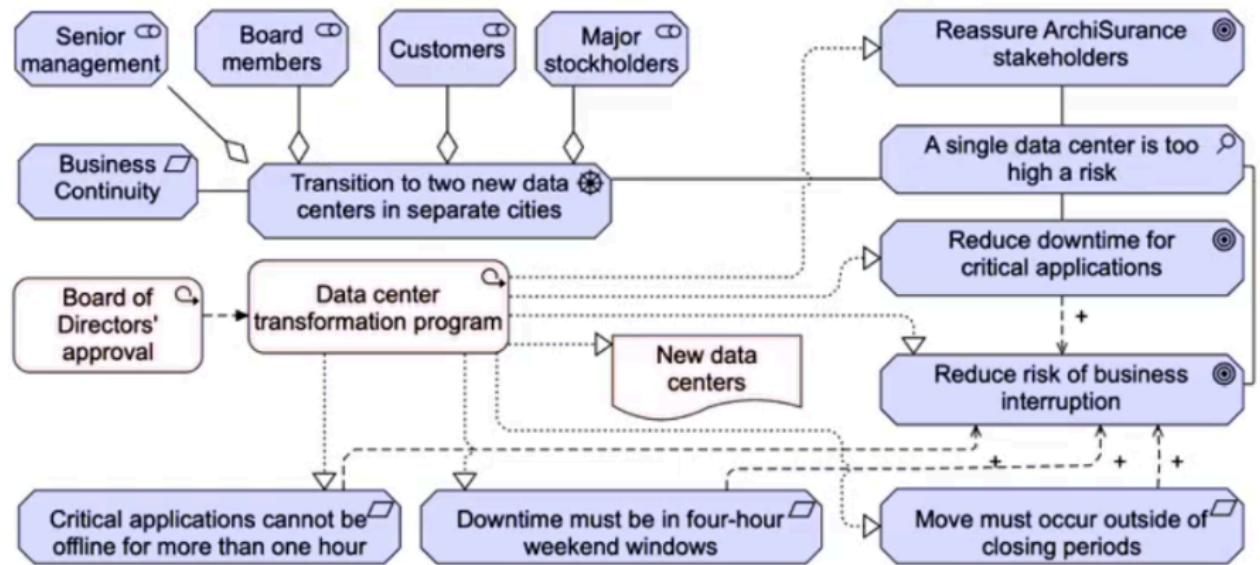 Senior
management
Board
members
Customers
Major
stockholders
Reassure ArchiSurance
stakeholders
Business
Continuity
Transition to two new data
centers in separate cities
A single data center is too
high a risk
Reduce downtime for
critical applications
Board of
Directors'
approval
Data center
transformation program
+
New data
centers
Reduce risk of business
interruption
+
+
+
Critical applications cannot be
offline for more than one hour
Downtime must be in four-hour
weekend windows
Move must occur outside of
closing periods